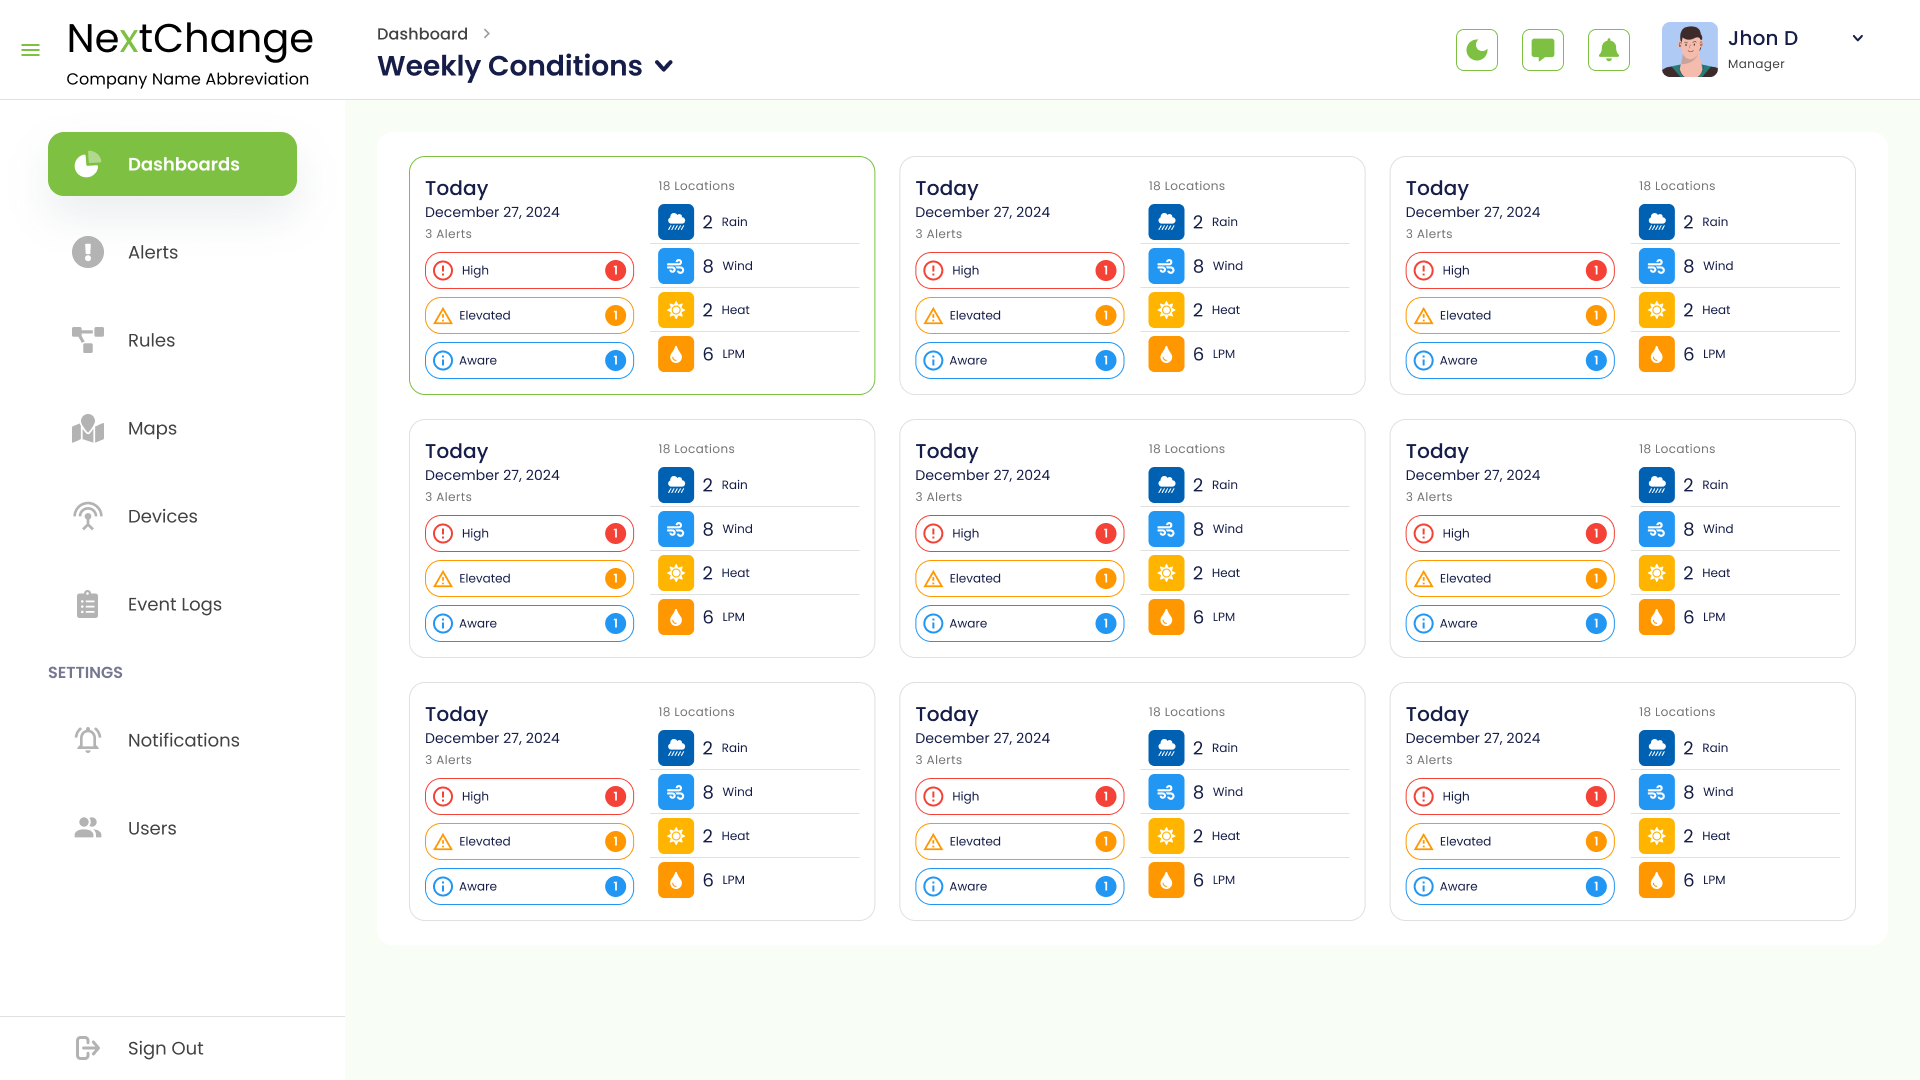 NextChange
Company Name Abbreviation
Dashboard
Weekly Conditions
Jhon D
Manager
Dashboards
Alerts
Rules
Maps
Devices
Event Logs
SETTINGS
Notifications
Users
Sign Out
Today
December 27, 2024
3 Alerts
High 1
Elevated 1
Aware 1
18 Locations
2 Rain
8 Wind
2 Heat
6 LPM
Today
December 27, 2024
3 Alerts
High 1
Elevated 1
Aware 1
18 Locations
2 Rain
8 Wind
2 Heat
6 LPM
Today
December 27, 2024
3 Alerts
High 1
Elevated 1
Aware 1
18 Locations
2 Rain
8 Wind
2 Heat
6 LPM
Today
December 27, 2024
3 Alerts
High 1
Elevated 1
Aware 1
18 Locations
2 Rain
8 Wind
2 Heat
6 LPM
Today
December 27, 2024
3 Alerts
High 1
Elevated 1
Aware 1
18 Locations
2 Rain
8 Wind
2 Heat
6 LPM
Today
December 27, 2024
3 Alerts
High 1
Elevated 1
Aware 1
18 Locations
2 Rain
8 Wind
2 Heat
6 LPM
Today
December 27, 2024
3 Alerts
High 1
Elevated 1
Aware 1
18 Locations
2 Rain
8 Wind
2 Heat
6 LPM
Today
December 27, 2024
3 Alerts
High 1
Elevated 1
Aware 1
18 Locations
2 Rain
8 Wind
2 Heat
6 LPM
Today
December 27, 2024
3 Alerts
High 1
Elevated 1
Aware 1
18 Locations
2 Rain
8 Wind
2 Heat
6 LPM